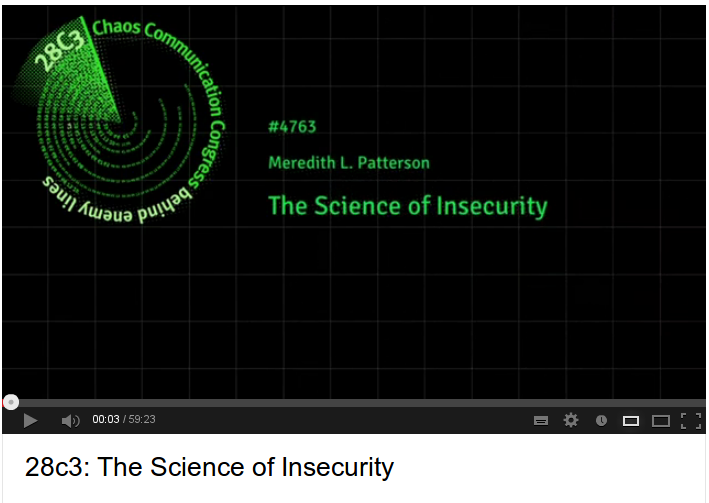 28C3 Chaos Communication Congress behind enemy lines
#4763
Meredith L. Patterson
The Science of Insecurity
00:03 / 59:23
28c3: The Science of Insecurity